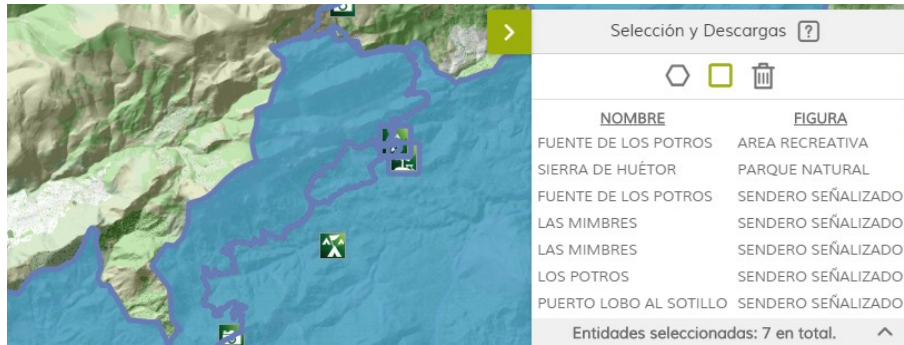 Selección y Descargas ?
NOMBRE FIGURA
FUENTE DE LOS POTROS AREA RECREATIVA
SIERRA DE HUÉTOR PARQUE NATURAL
FUENTE DE LOS POTROS SENDERO SEÑALIZADO
LAS MIMBRES SENDERO SEÑALIZADO
LAS MIMBRES SENDERO SEÑALIZADO
LOS POTROS SENDERO SEÑALIZADO
PUERTO LOBO AL SOTILLO SENDERO SEÑALIZADO
Entidades seleccionadas: 7 en total.